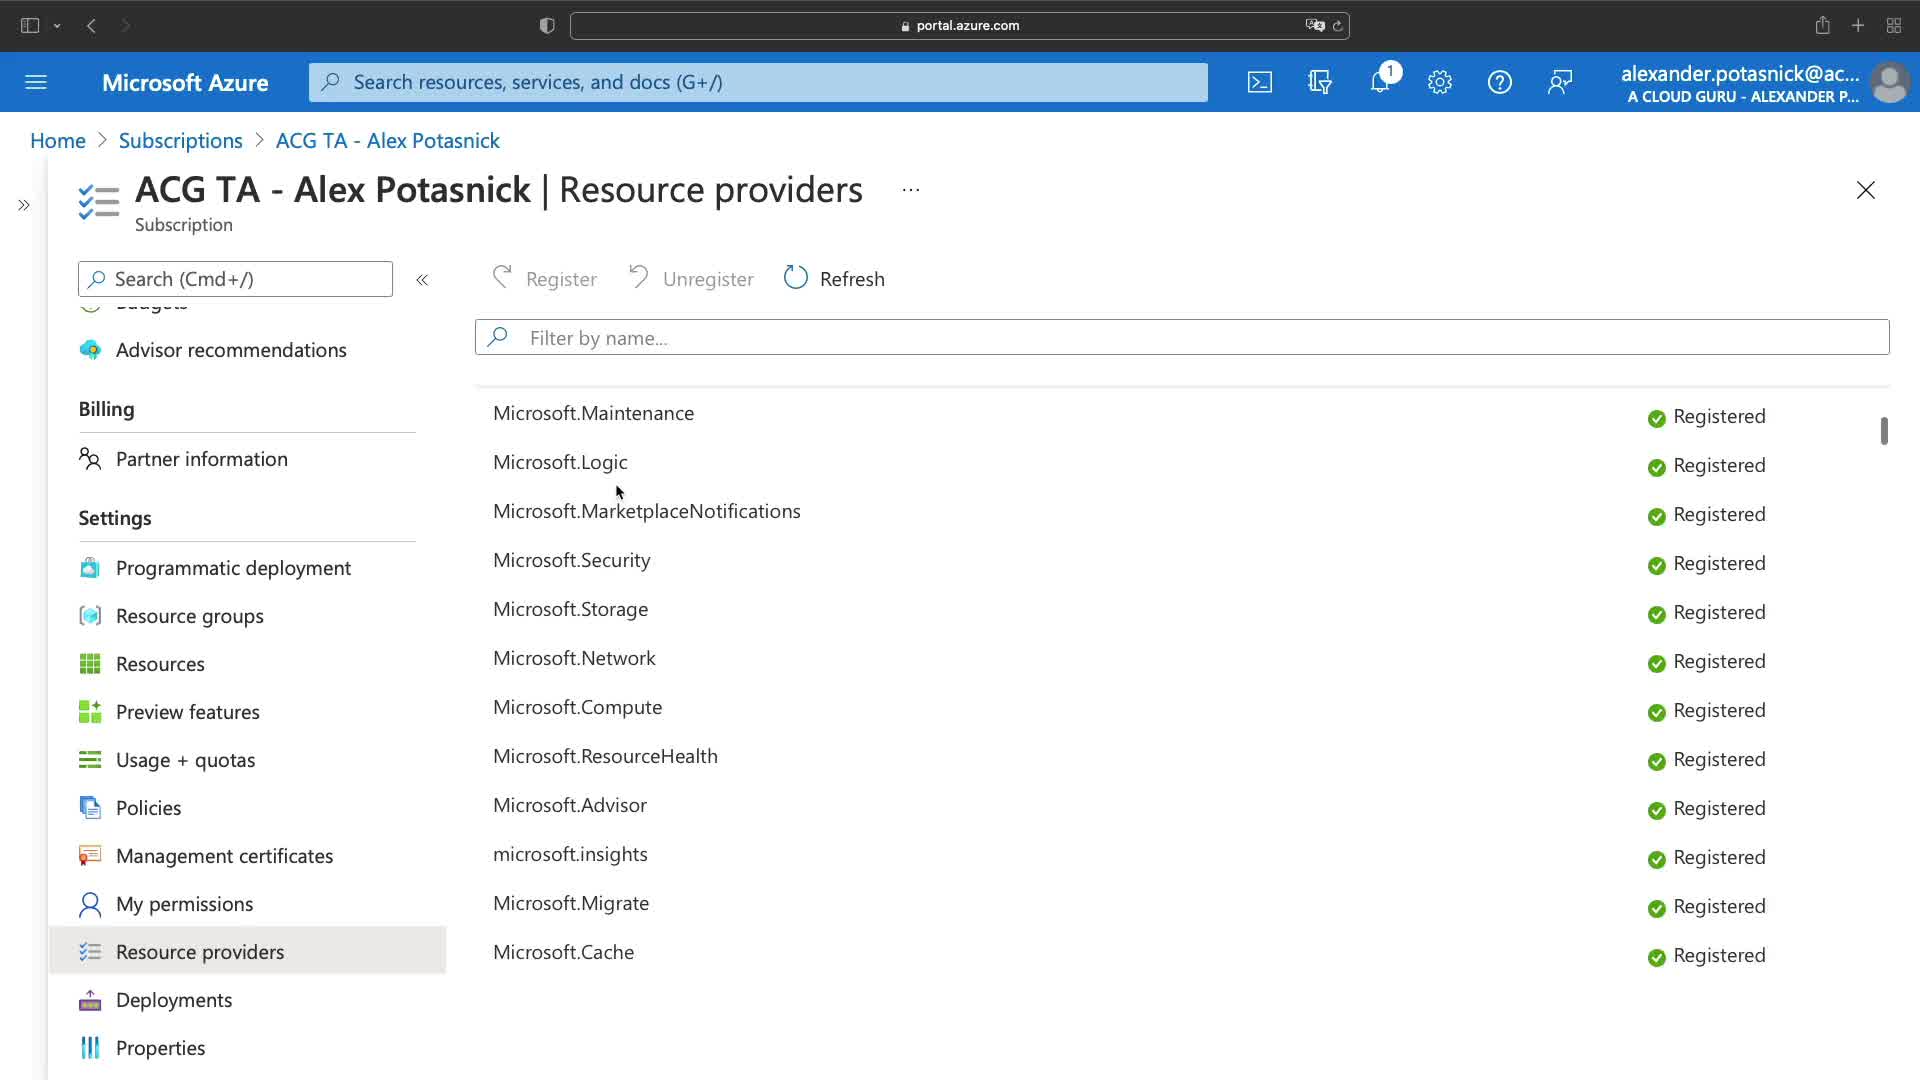 portal.azure.com
Microsoft Azure
Search resources, services, and docs (G+/)
1
alexander.potasnick@ac...
A CLOUD GURU - ALEXANDER P...
Home > Subscriptions > ACG TA - Alex Potasnick
ACG TA - Alex Potasnick | Resource providers ...
Subscription
Search (Cmd+/)
Register
Unregister
Refresh
Budgets
Filter by name...
Advisor recommendations
Billing
Partner information
Settings
Programmatic deployment
Resource groups
Resources
Preview features
Usage + quotas
Policies
Management certificates
My permissions
Resource providers
Deployments
Properties
Microsoft.Maintenance Registered
Microsoft.Logic Registered
Microsoft.MarketplaceNotifications Registered
Microsoft.Security Registered
Microsoft.Storage Registered
Microsoft.Network Registered
Microsoft.Compute Registered
Microsoft.ResourceHealth Registered
Microsoft.Advisor Registered
microsoft.insights Registered
Microsoft.Migrate Registered
Microsoft.Cache Registered